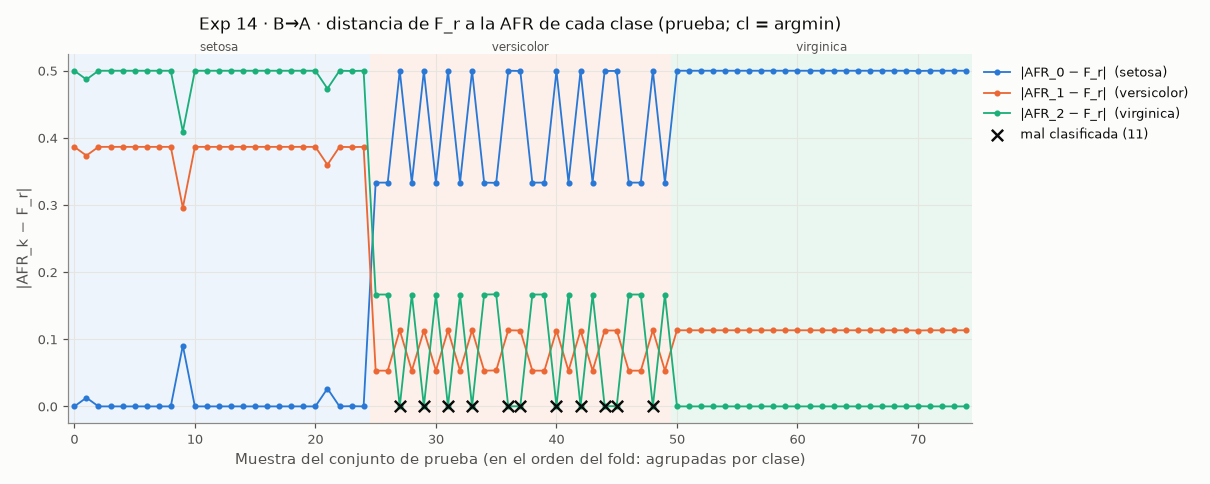 Exp 14 · B→A · distancia de F_r a la AFR de cada clase (prueba; cl = argmin)
setosa
versicolor
virginica
|AFR_0 − F_r| (setosa)
|AFR_1 − F_r| (versicolor)
|AFR_2 − F_r| (virginica)
mal clasificada (11)
|AFR_k − F_r|
0.5
0.4
0.3
0.2
0.1
0.0
0
10
20
30
40
50
60
70
Muestra del conjunto de prueba (en el orden del fold: agrupadas por clase)